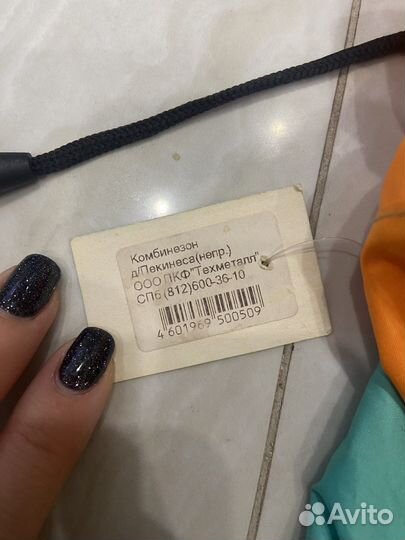 Комбинезон
д/Пекинеса(непр.)
ООО ПКФ"Техметалл"
СПб (812)600-36-10
4 601969 500509
Avito